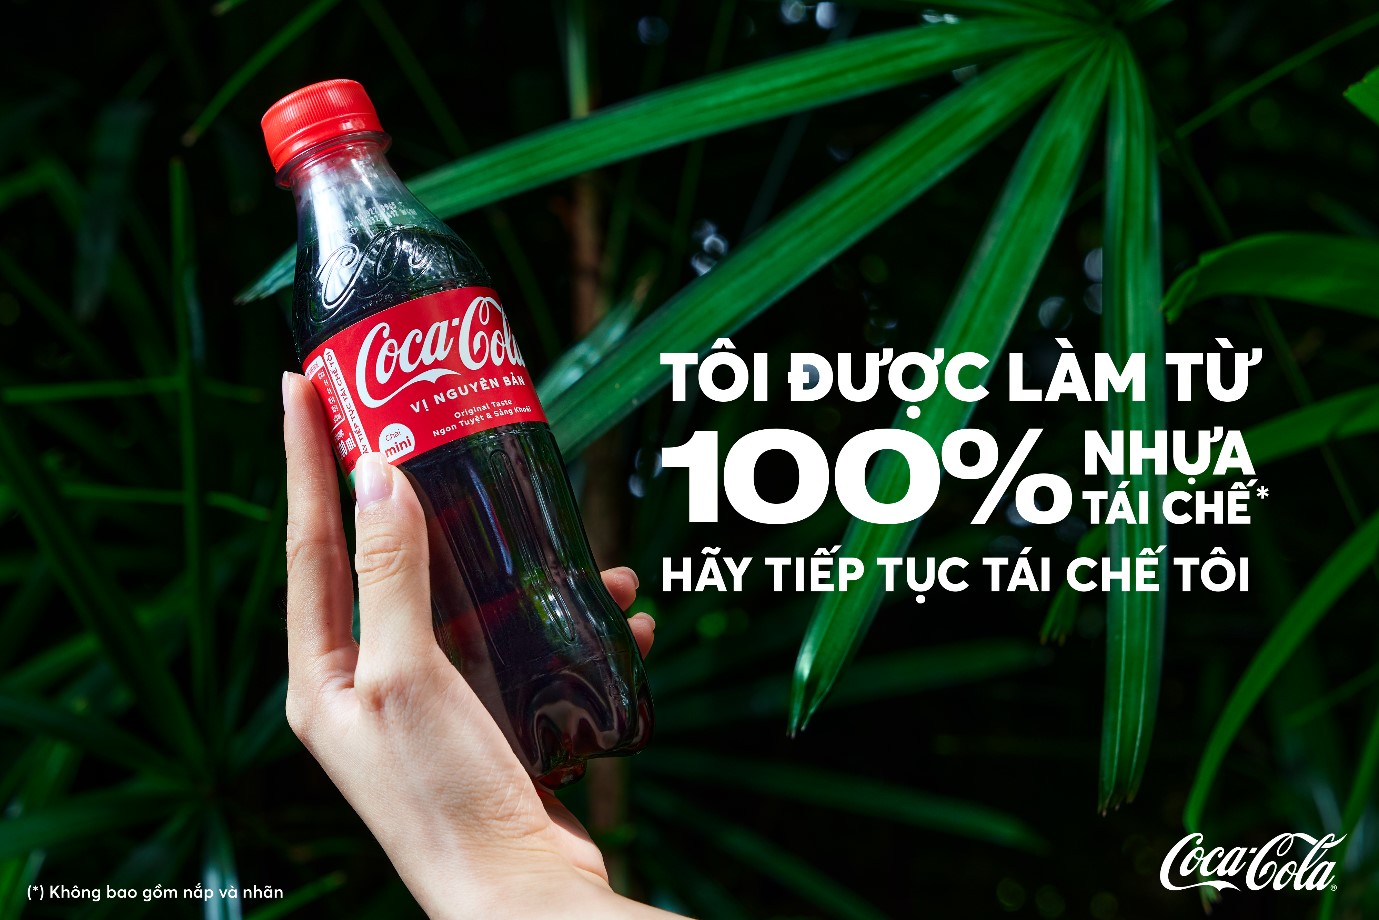 Coca-Cola
VỊ NGUYÊN BẢN
Original Taste
Ngon Tuyệt & Sảng Khoái
Chai
mini
TÔI ĐƯỢC LÀM TỪ
100% NHỰA
TÁI CHẾ*
HÃY TIẾP TỤC TÁI CHẾ TÔI
Coca-Cola®
(*) Không bao gồm nắp và nhãn